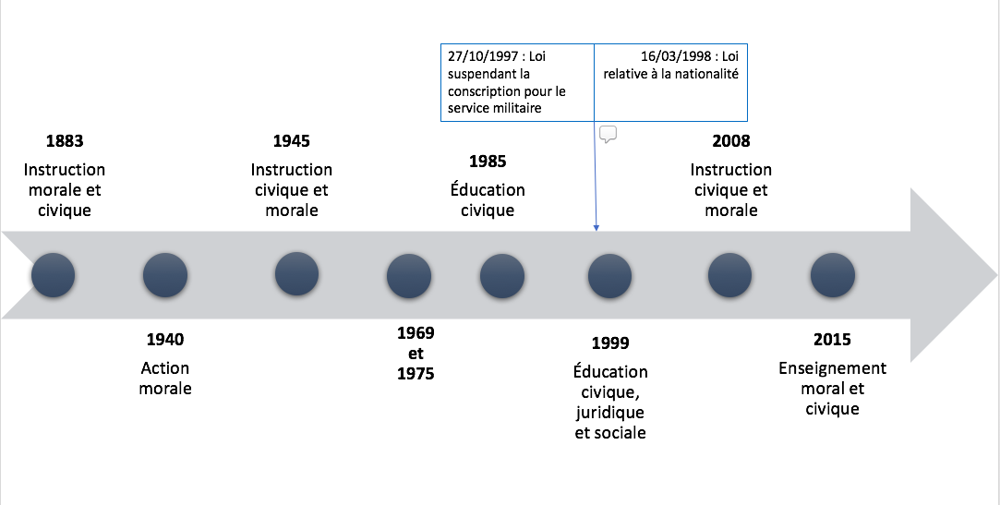 27/10/1997 : Loi
suspendant la
conscription pour le
service militaire
16/03/1998 : Loi
relative à la nationalité
1883
Instruction
morale et
civique
1945
Instruction
civique et
morale
1985
Éducation
civique
2008
Instruction
civique et
morale
1940
Action
morale
1969
et
1975
1999
Éducation
civique,
juridique
et sociale
2015
Enseignement
moral et
civique